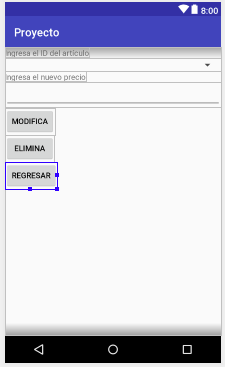 8:00
Proyecto
Ingresa el ID del artículo
Ingresa el nuevo precio
MODIFICA
ELIMINA
REGRESAR